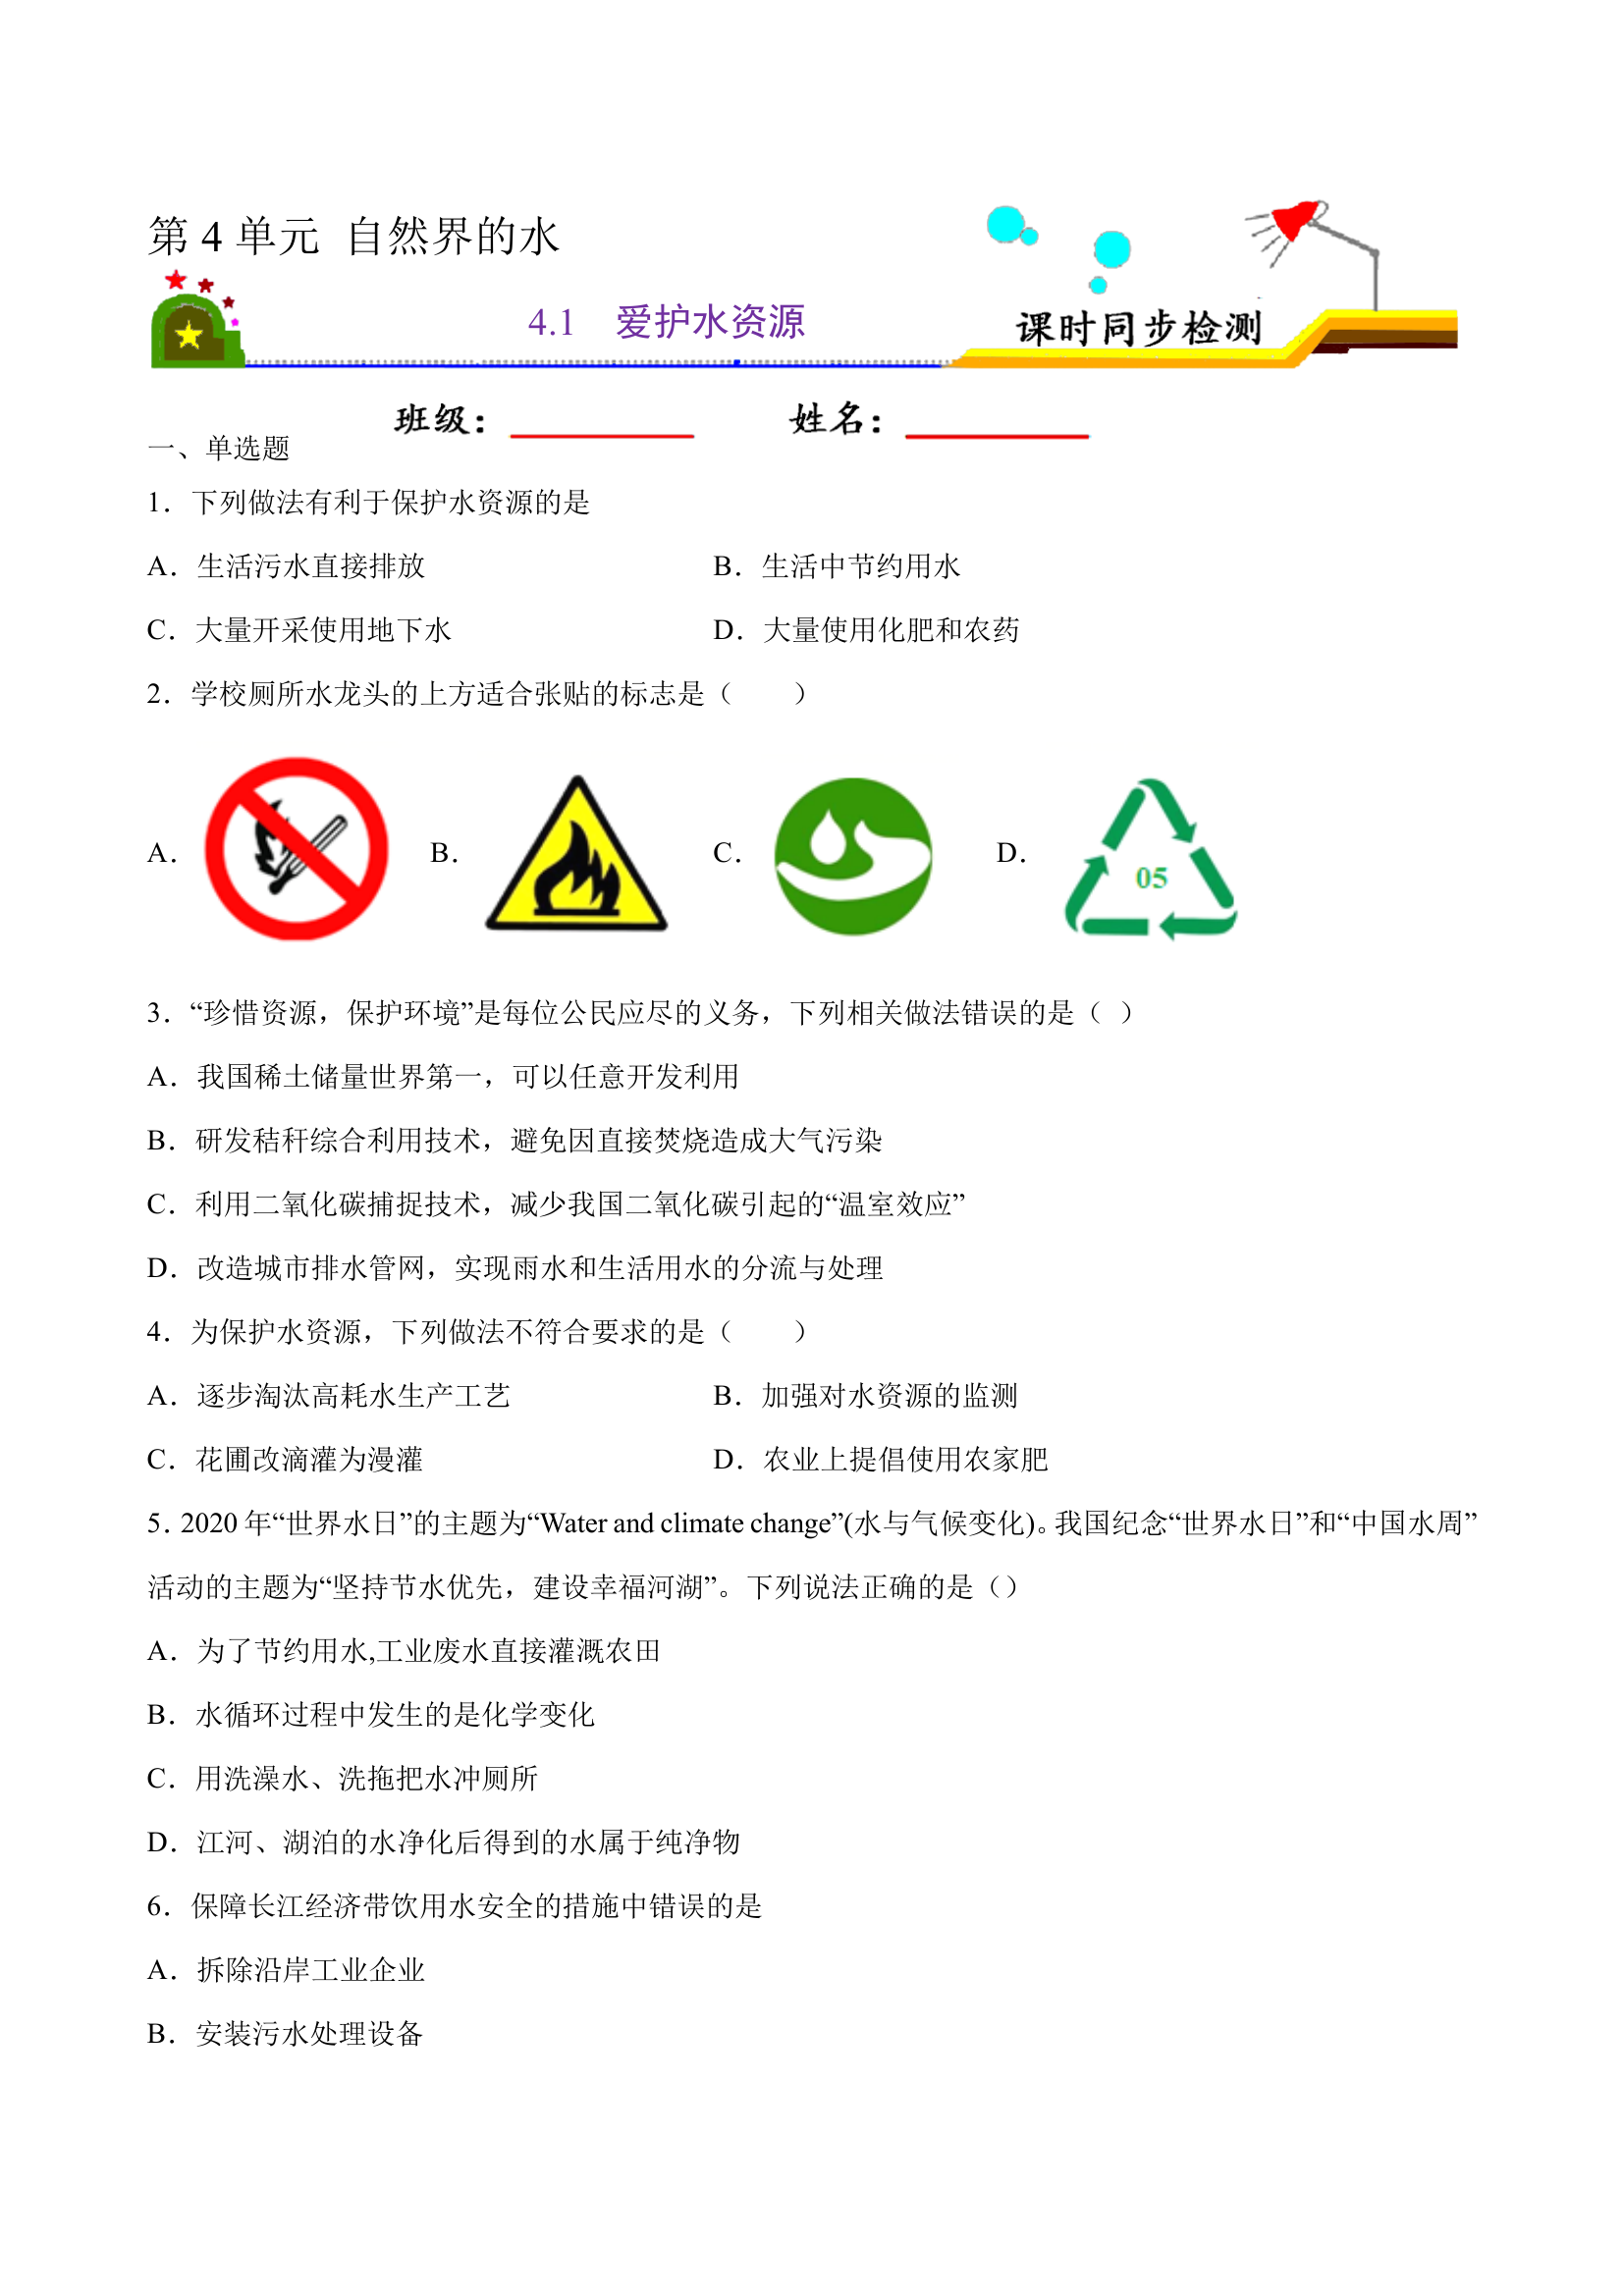 第 4 单元 自然界的水
4.1 爱护水资源
课时同步检测
班级：
姓名：
一、单选题
1．下列做法有利于保护水资源的是
A．生活污水直接排放 B．生活中节约用水
C．大量开采使用地下水 D．大量使用化肥和农药
2．学校厕所水龙头的上方适合张贴的标志是（　　）
A． B． C． D．
05
3．“珍惜资源，保护环境”是每位公民应尽的义务，下列相关做法错误的是（ ）
A．我国稀土储量世界第一，可以任意开发利用
B．研发秸秆综合利用技术，避免因直接焚烧造成大气污染
C．利用二氧化碳捕捉技术，减少我国二氧化碳引起的“温室效应”
D．改造城市排水管网，实现雨水和生活用水的分流与处理
4．为保护水资源，下列做法不符合要求的是（　　）
A．逐步淘汰高耗水生产工艺 B．加强对水资源的监测
C．花圃改滴灌为漫灌 D．农业上提倡使用农家肥
5．2020 年“世界水日”的主题为“Water and climate change”(水与气候变化)。我国纪念“世界水日”和“中国水周”
活动的主题为“坚持节水优先，建设幸福河湖”。下列说法正确的是（）
A．为了节约用水,工业废水直接灌溉农田
B．水循环过程中发生的是化学变化
C．用洗澡水、洗拖把水冲厕所
D．江河、湖泊的水净化后得到的水属于纯净物
6．保障长江经济带饮用水安全的措施中错误的是
A．拆除沿岸工业企业
B．安装污水处理设备